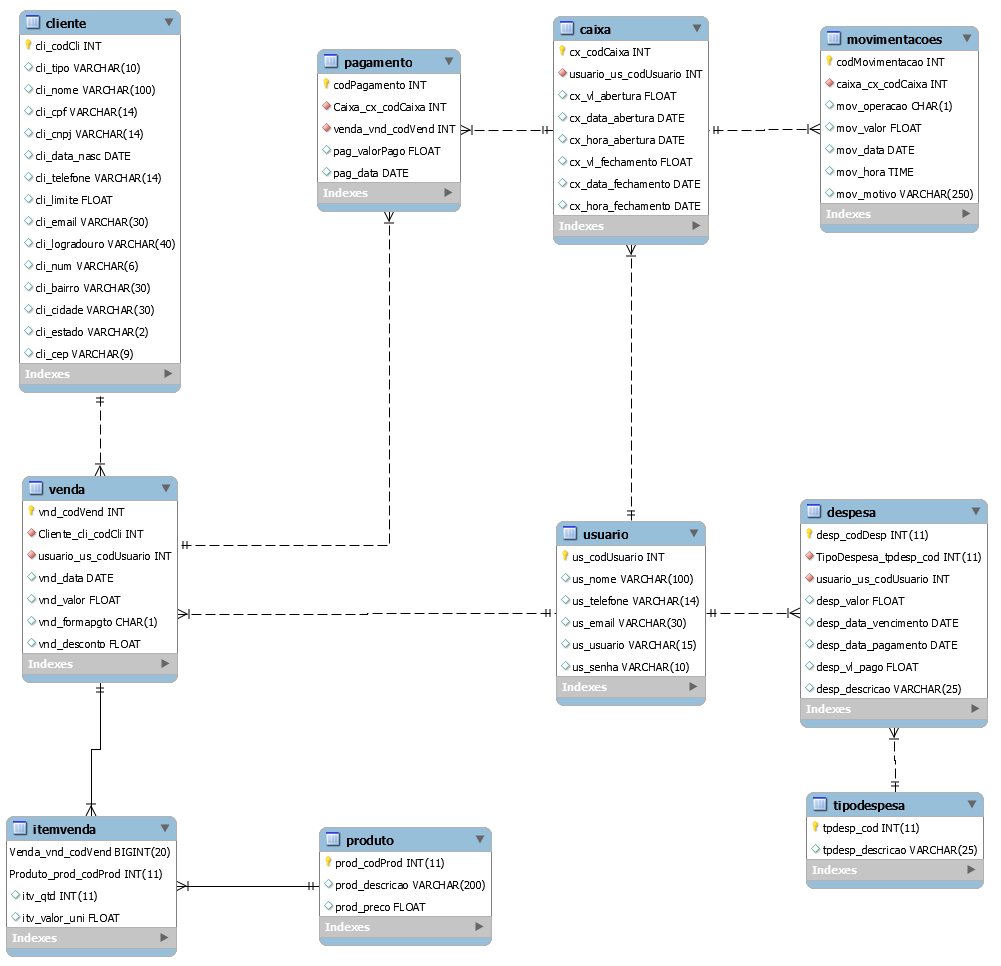 cliente
cli_codCli INT
cli_tipo VARCHAR(10)
cli_nome VARCHAR(100)
cli_cpf VARCHAR(14)
cli_cnpj VARCHAR(14)
cli_data_nasc DATE
cli_telefone VARCHAR(14)
cli_limite FLOAT
cli_email VARCHAR(30)
cli_logradouro VARCHAR(40)
cli_num VARCHAR(6)
cli_bairro VARCHAR(30)
cli_cidade VARCHAR(30)
cli_estado VARCHAR(2)
cli_cep VARCHAR(9)
Indexes
pagamento
codPagamento INT
Caixa_cx_codCaixa INT
venda_vnd_codVend INT
pag_valorPago FLOAT
pag_data DATE
Indexes
caixa
cx_codCaixa INT
usuario_us_codUsuario INT
cx_vl_abertura FLOAT
cx_data_abertura DATE
cx_hora_abertura DATE
cx_vl_fechamento FLOAT
cx_data_fechamento DATE
cx_hora_fechamento DATE
Indexes
movimentacoes
codMovimentacao INT
caixa_cx_codCaixa INT
mov_operacao CHAR(1)
mov_valor FLOAT
mov_data DATE
mov_hora TIME
mov_motivo VARCHAR(250)
Indexes
venda
vnd_codVend INT
Cliente_cli_codCli INT
usuario_us_codUsuario INT
vnd_data DATE
vnd_valor FLOAT
vnd_formapgto CHAR(1)
vnd_desconto FLOAT
Indexes
usuario
us_codUsuario INT
us_nome VARCHAR(100)
us_telefone VARCHAR(14)
us_email VARCHAR(30)
us_usuario VARCHAR(15)
us_senha VARCHAR(10)
Indexes
despesa
desp_codDesp INT(11)
TipoDespesa_tpdesp_cod INT(11)
usuario_us_codUsuario INT
desp_valor FLOAT
desp_data_vencimento DATE
desp_data_pagamento DATE
desp_vl_pago FLOAT
desp_descricao VARCHAR(25)
Indexes
itemvenda
Venda_vnd_codVend BIGINT(20)
Produto_prod_codProd INT(11)
itv_qtd INT(11)
itv_valor_uni FLOAT
Indexes
produto
prod_codProd INT(11)
prod_descricao VARCHAR(200)
prod_preco FLOAT
Indexes
tipodespesa
tpdesp_cod INT(11)
tpdesp_descricao VARCHAR(25)
Indexes